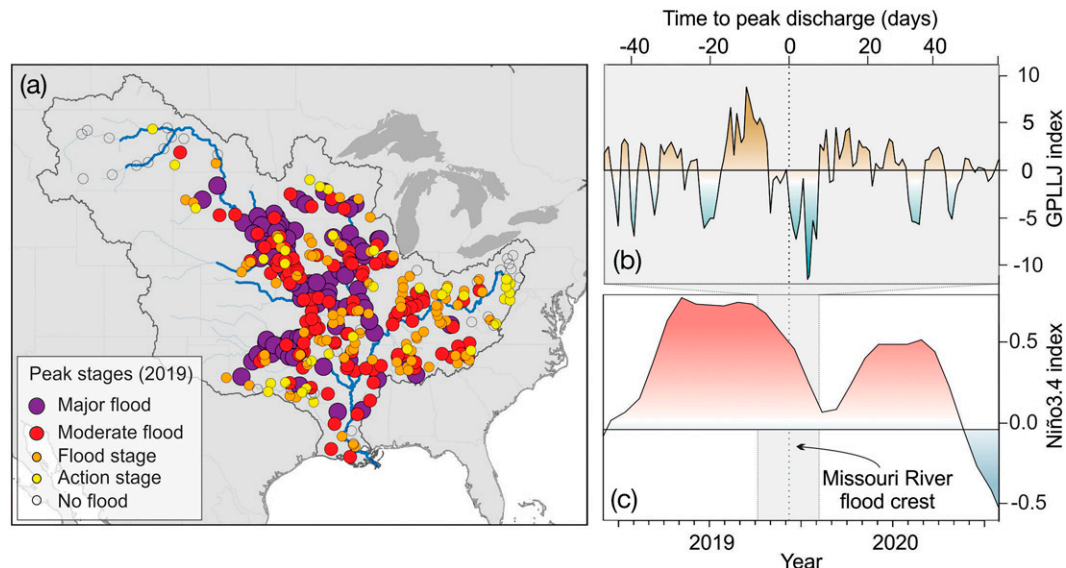 (a)
Peak stages (2019)
Major flood
Moderate flood
Flood stage
Action stage
No flood
Time to peak discharge (days)
-40 -20 0 20 40
10
5
0
-5
-10
GPLLJ index
(b)
0.5
0.0
-0.5
Niño3.4 index
(c)
Missouri River
flood crest
2019 2020
Year